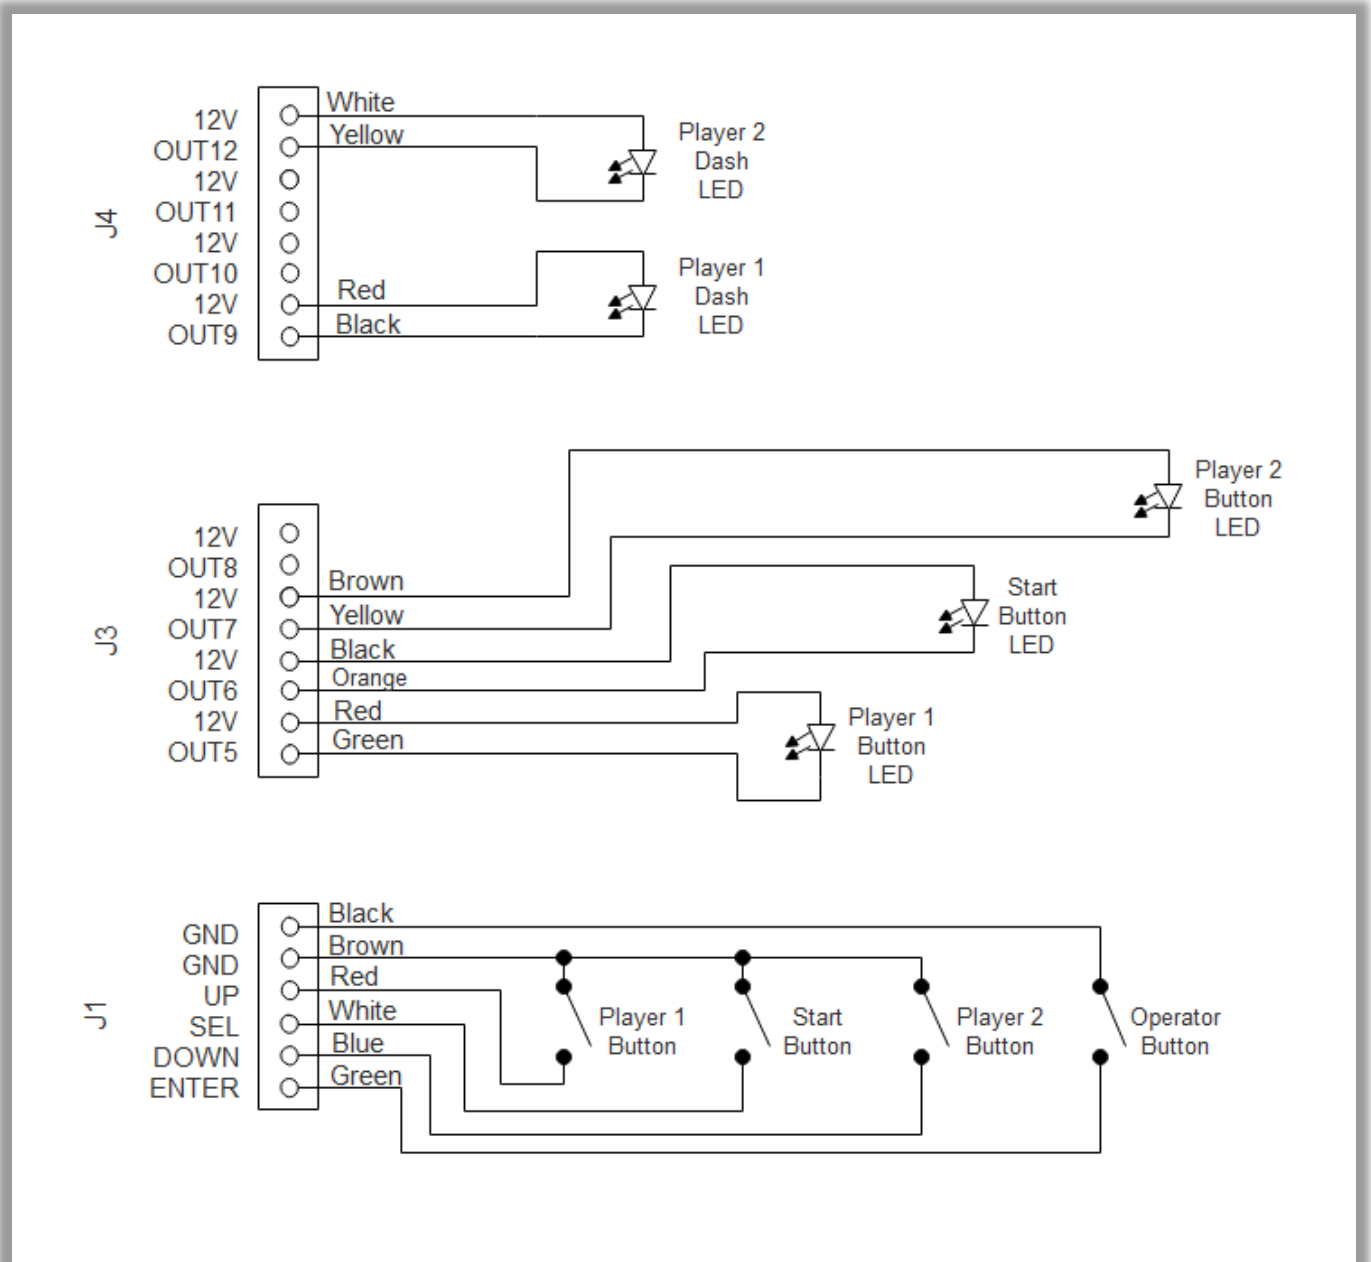 J4
12V
OUT12
12V
OUT11
12V
OUT10
12V
OUT9
White
Yellow
Red
Black
Player 2
Dash
LED
Player 1
Dash
LED
J3
12V
OUT8
12V
OUT7
12V
OUT6
12V
OUT5
Brown
Yellow
Black
Orange
Red
Green
Player 2
Button
LED
Start
Button
LED
Player 1
Button
LED
J1
GND
GND
UP
SEL
DOWN
ENTER
Black
Brown
Red
White
Blue
Green
Player 1
Button
Start
Button
Player 2
Button
Operator
Button